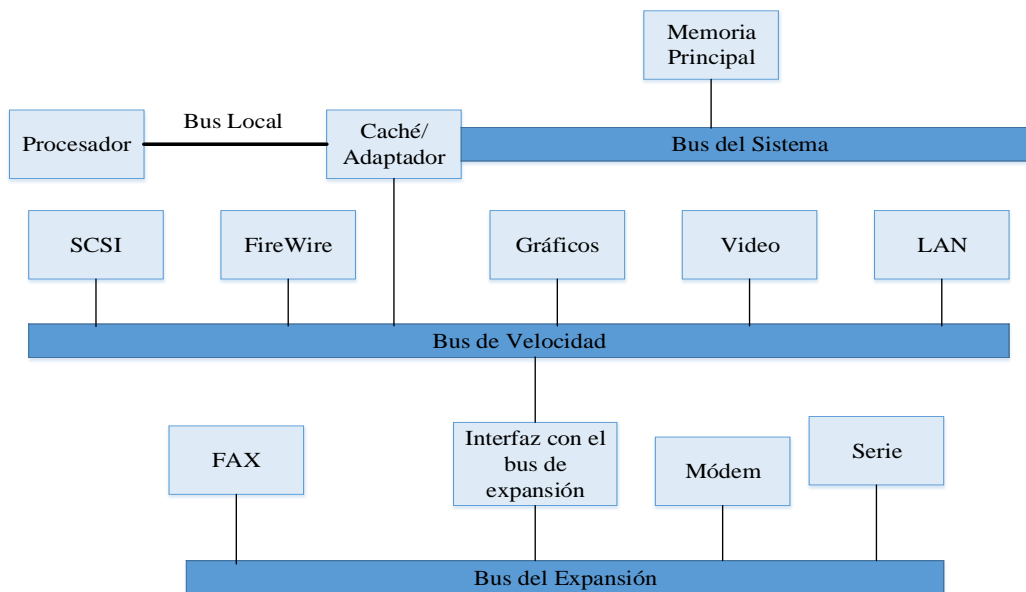 Memoria
Principal
Bus Local
Procesador
Caché/
Adaptador
Bus del Sistema
SCSI
FireWire
Gráficos
Video
LAN
Bus de Velocidad
FAX
Interfaz con el
bus de
expansión
Módem
Serie
Bus del Expansión